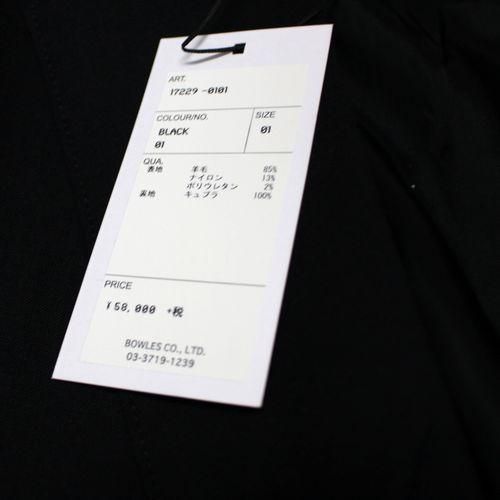 ART.
17229 -0101
COLOUR/NO. SIZE
BLACK 01
01
QUA.
表地 羊毛 85%
ナイロン 13%
ポリウレタン 2%
裏地 キュプラ 100%
PRICE
¥58,000 +税
BOWLES CO., LTD.
03-3719-1239